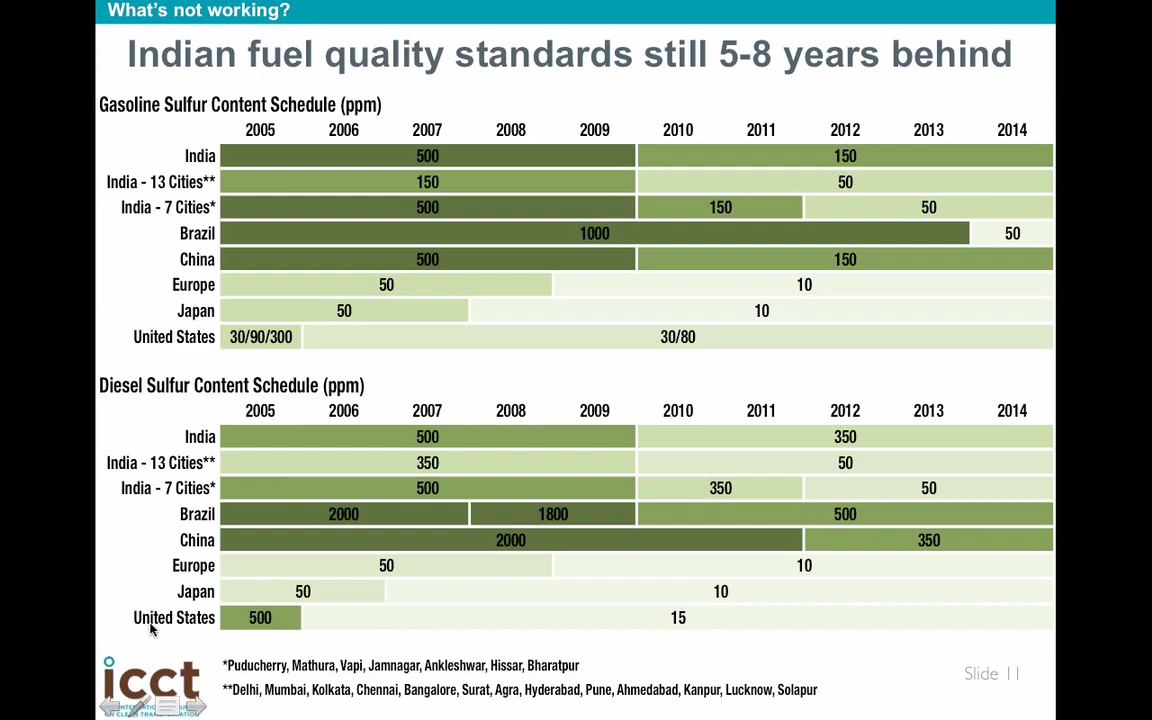 What's not working?
Indian fuel quality standards still 5-8 years behind
Gasoline Sulfur Content Schedule (ppm)
2005 2006 2007 2008 2009 2010 2011 2012 2013 2014
India 500 150
India - 13 Cities** 150 50
India - 7 Cities* 500 150 50
Brazil 1000 50
China 500 150
Europe 50 10
Japan 50 10
United States 30/90/300 30/80
Diesel Sulfur Content Schedule (ppm)
2005 2006 2007 2008 2009 2010 2011 2012 2013 2014
India 500 350
India - 13 Cities** 350 50
India - 7 Cities* 500 350 50
Brazil 2000 1800 500
China 2000 350
Europe 50 10
Japan 50 10
United States 500 15
*Puducherry, Mathura, Vapi, Jamnagar, Ankleshwar, Hissar, Bharatpur
Slide 11
icct
**Delhi, Mumbai, Kolkata, Chennai, Bangalore, Surat, Agra, Hyderabad, Pune, Ahmedabad, Kanpur, Lucknow, Solapur